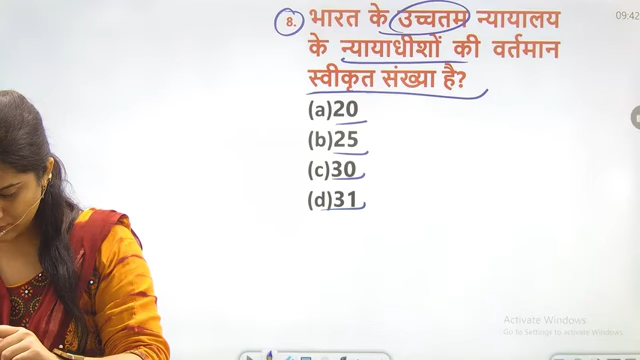 09:42
8. भारत के उच्चतम न्यायालय
के न्यायाधीशों की वर्तमान
स्वीकृत संख्या है?
(a)20
(b)25
(c)30
(d)31
Activate Windows
Go to Settings to activate Windows.